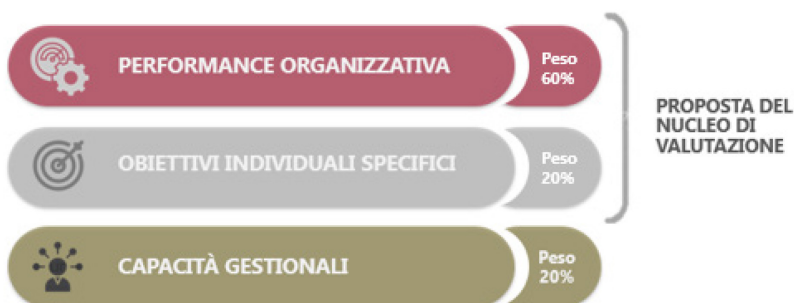 PERFORMANCE ORGANIZZATIVA
Peso
60%
OBIETTIVI INDIVIDUALI SPECIFICI
Peso
20%
PROPOSTA DEL
NUCLEO DI
VALUTAZIONE
CAPACITÀ GESTIONALI
Peso
20%